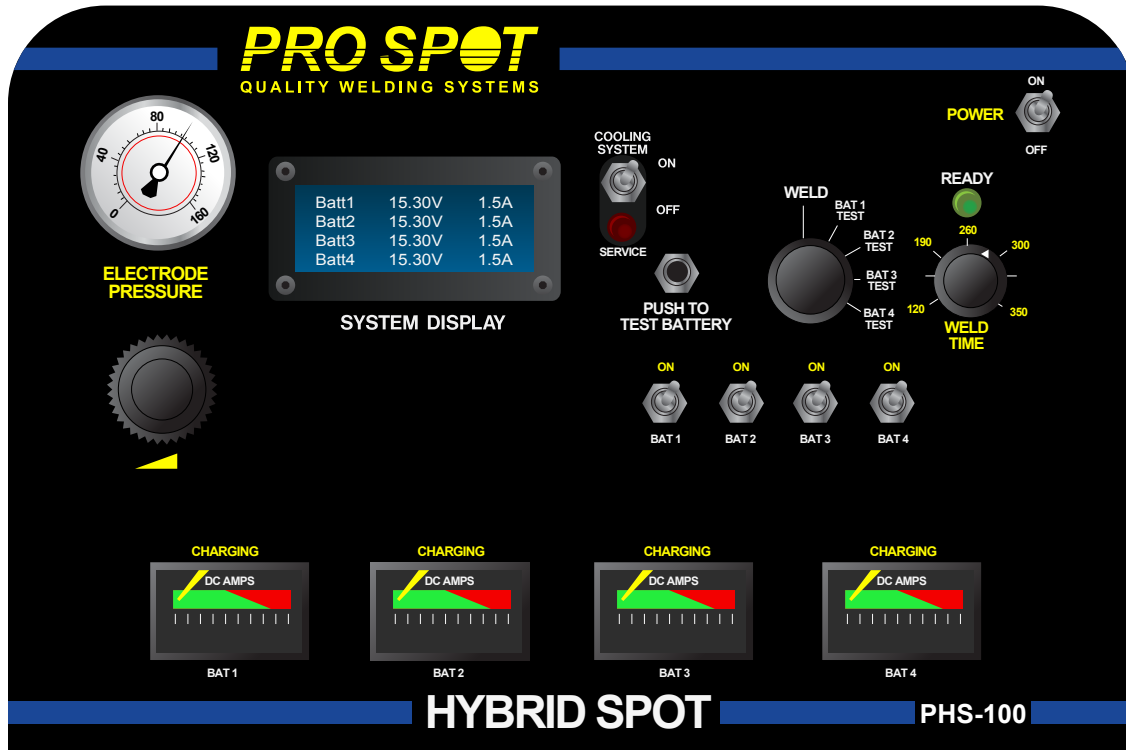 PRO SPOT
QUALITY WELDING SYSTEMS
ON
POWER
OFF
0
40
80
120
160
ELECTRODE
PRESSURE
Batt1 15.30V 1.5A
Batt2 15.30V 1.5A
Batt3 15.30V 1.5A
Batt4 15.30V 1.5A
SYSTEM DISPLAY
COOLING
SYSTEM
ON
OFF
SERVICE
PUSH TO
TEST BATTERY
WELD
BAT 1
TEST
BAT 2
TEST
BAT 3
TEST
BAT 4
TEST
READY
120
190
260
300
350
WELD
TIME
ON
ON
ON
ON
BAT 1
BAT 2
BAT 3
BAT 4
CHARGING
CHARGING
CHARGING
CHARGING
DC AMPS
DC AMPS
DC AMPS
DC AMPS
BAT 1
BAT 2
BAT 3
BAT 4
HYBRID SPOT
PHS-100